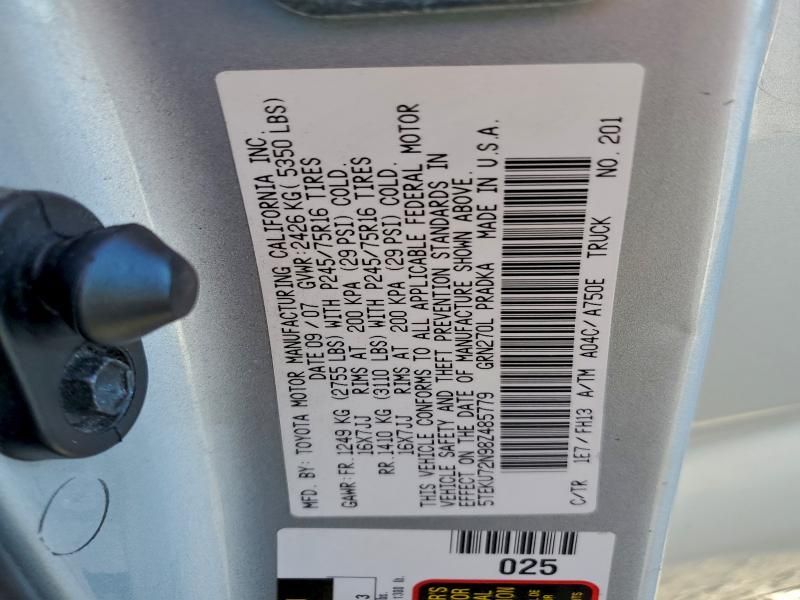 MFD. BY: TOYOTA MOTOR MANUFACTURING CALIFORNIA INC.
DATE 09/07 GVWR: 2426 KG( 5350 LBS)
GAWR: FR. 1249 KG (2755 LBS) WITH P245/75R16 TIRES
16X7JJ RIMS AT 200 KPA (29 PSI) COLD.
RR. 1410 KG (3110 LBS) WITH P245/75R16 TIRES
16X7JJ RIMS AT 200 KPA (29 PSI) COLD.
THIS VEHICLE CONFORMS TO ALL APPLICABLE FEDERAL MOTOR
VEHICLE SAFETY AND THEFT PREVENTION STANDARDS IN
EFFECT ON THE DATE OF MANUFACTURE SHOWN ABOVE.
5TEKU72N98Z485779 GRN270L PRADKA MADE IN U.S.A.
C/TR 1E7/FH13 A/TM A04C/A750E TRUCK NO. 201
025